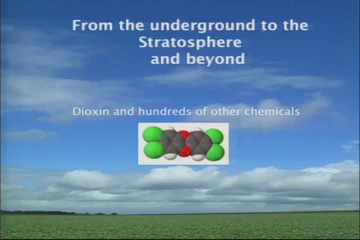 From the underground to the
Stratosphere
and beyond
Dioxin and hundreds of other chemicals